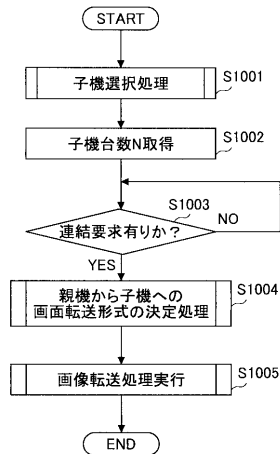 START
子機選択処理
S1001
子機台数N取得
S1002
連結要求有りか？
S1003
NO
YES
親機から子機への
画面転送形式の決定処理
S1004
画像転送処理実行
S1005
END